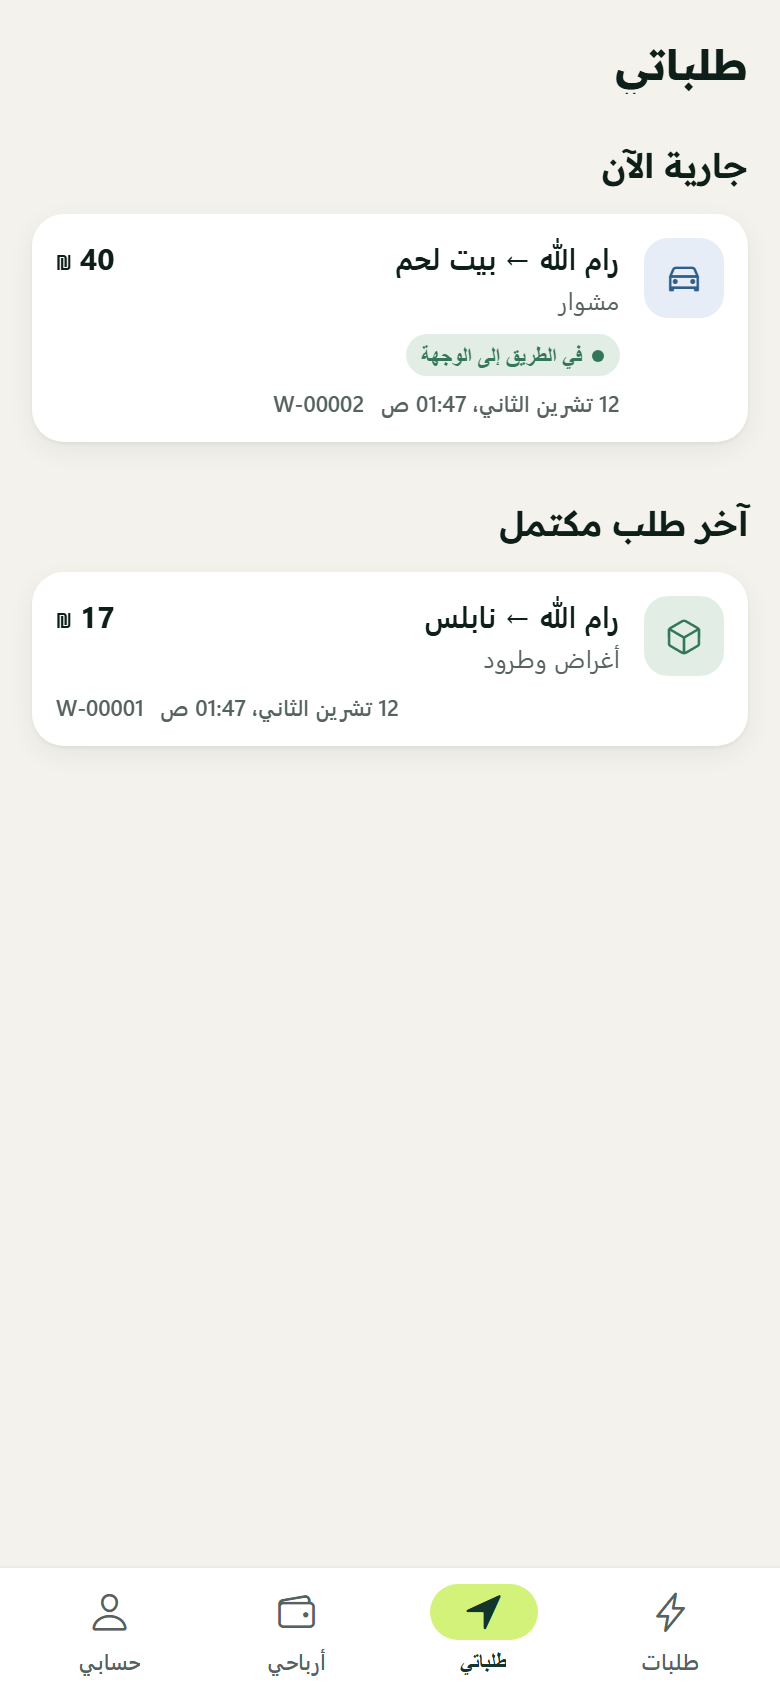 طلباتي
جارية الآن
رام الله ← بيت لحم 40 ₪
مشوار
في الطريق إلى الوجهة
12 تشرين الثاني، 01:47 ص W-00002
آخر طلب مكتمل
رام الله ← نابلس 17 ₪
أغراض وطرود
12 تشرين الثاني، 01:47 ص W-00001
طلبات
طلباتي
أرباحي
حسابي